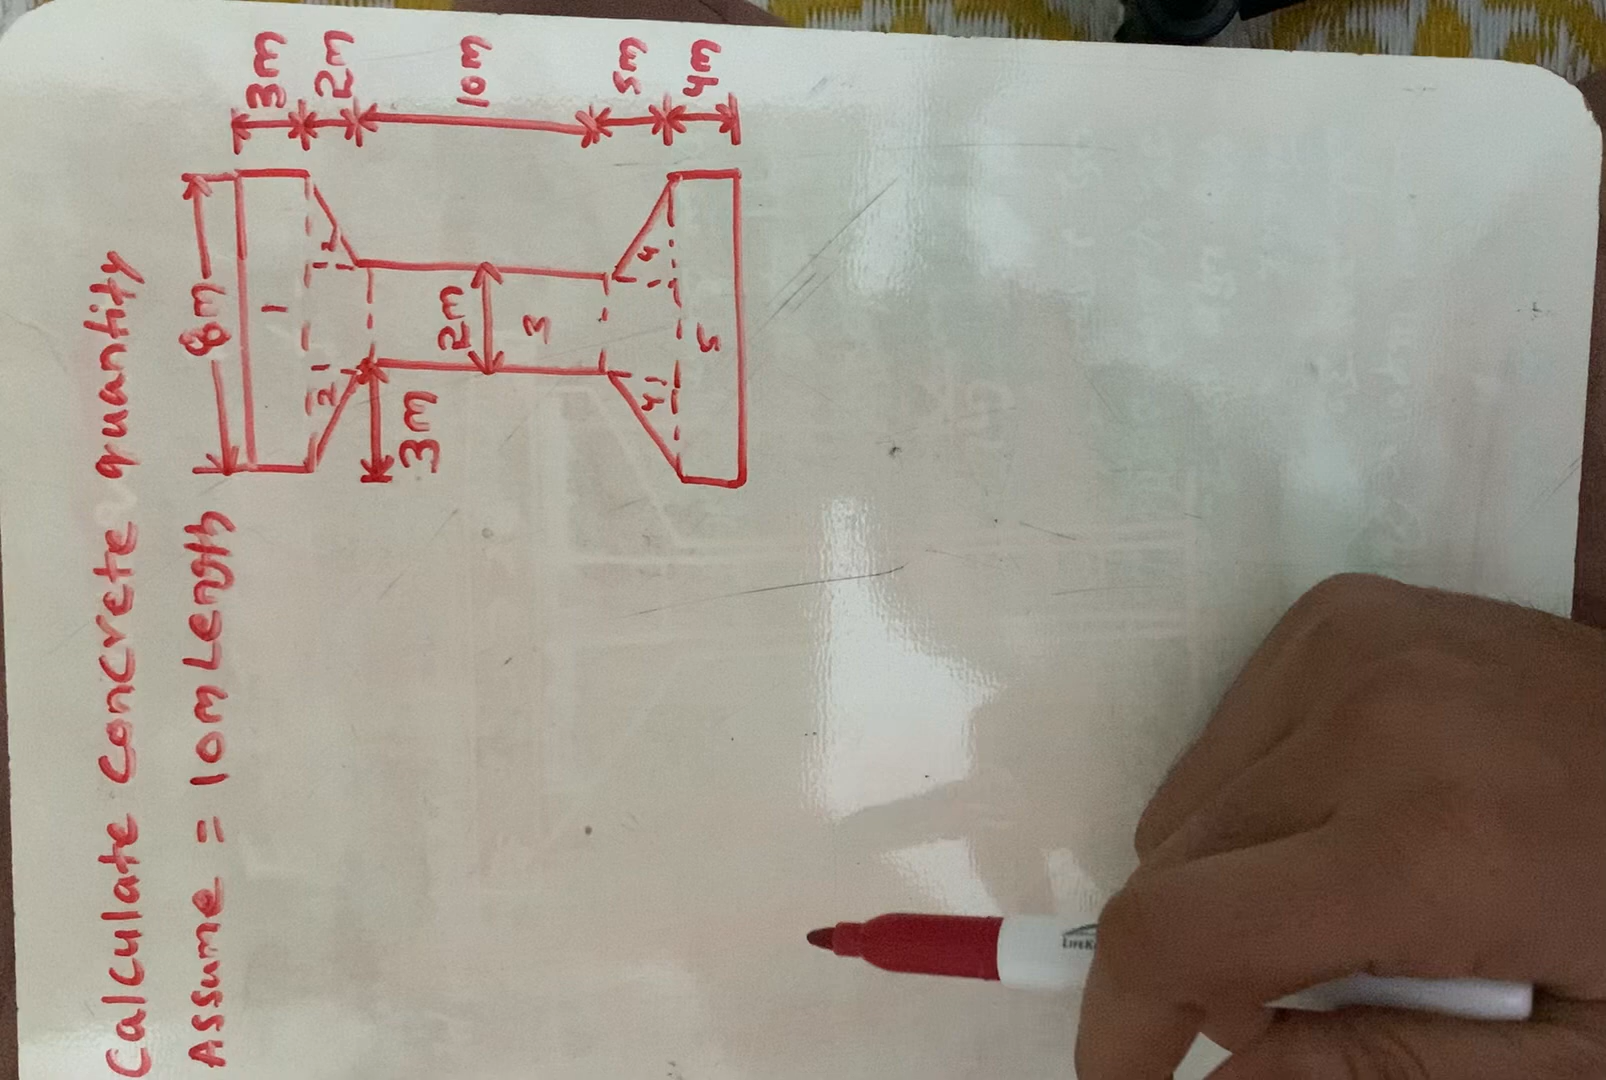 Calculate concrete quantity
Assume = 10m Length
8m
3m
2m
10m
5m
4m
1
2
2
2m
3
3m
4
4
5